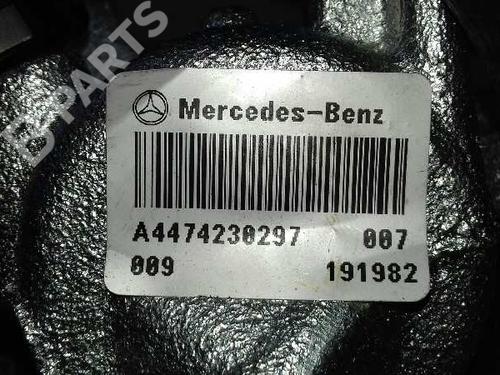 B-PARTS
Mercedes-Benz
A4474230297 007
009 191982